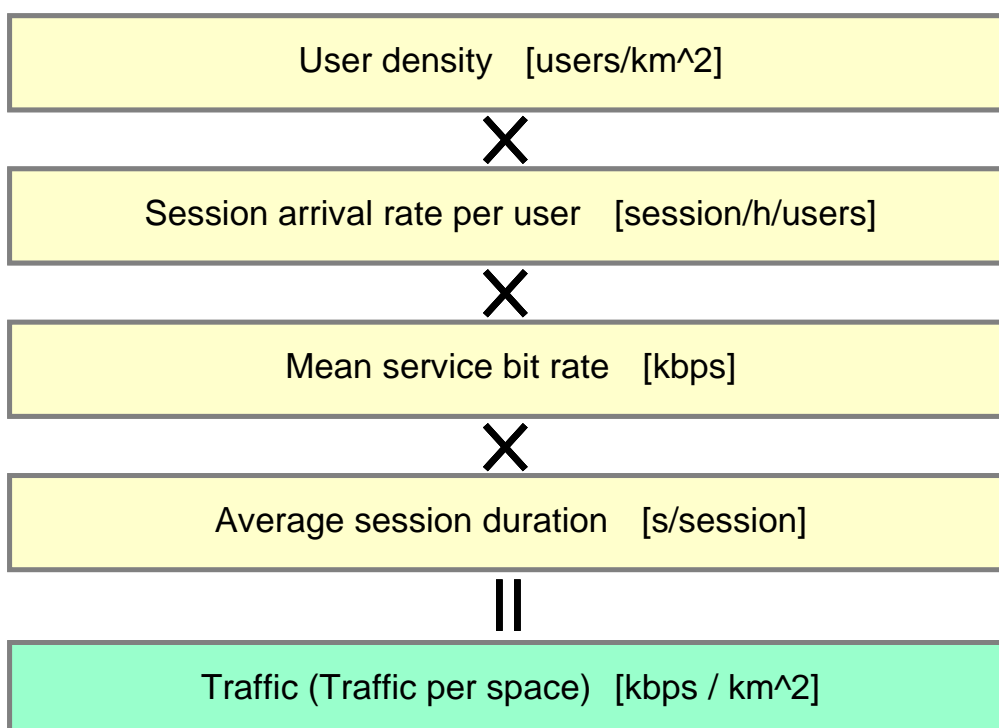 User density [users/km^2]
×
Session arrival rate per user [session/h/users]
×
Mean service bit rate [kbps]
×
Average session duration [s/session]
||
Traffic (Traffic per space) [kbps / km^2]